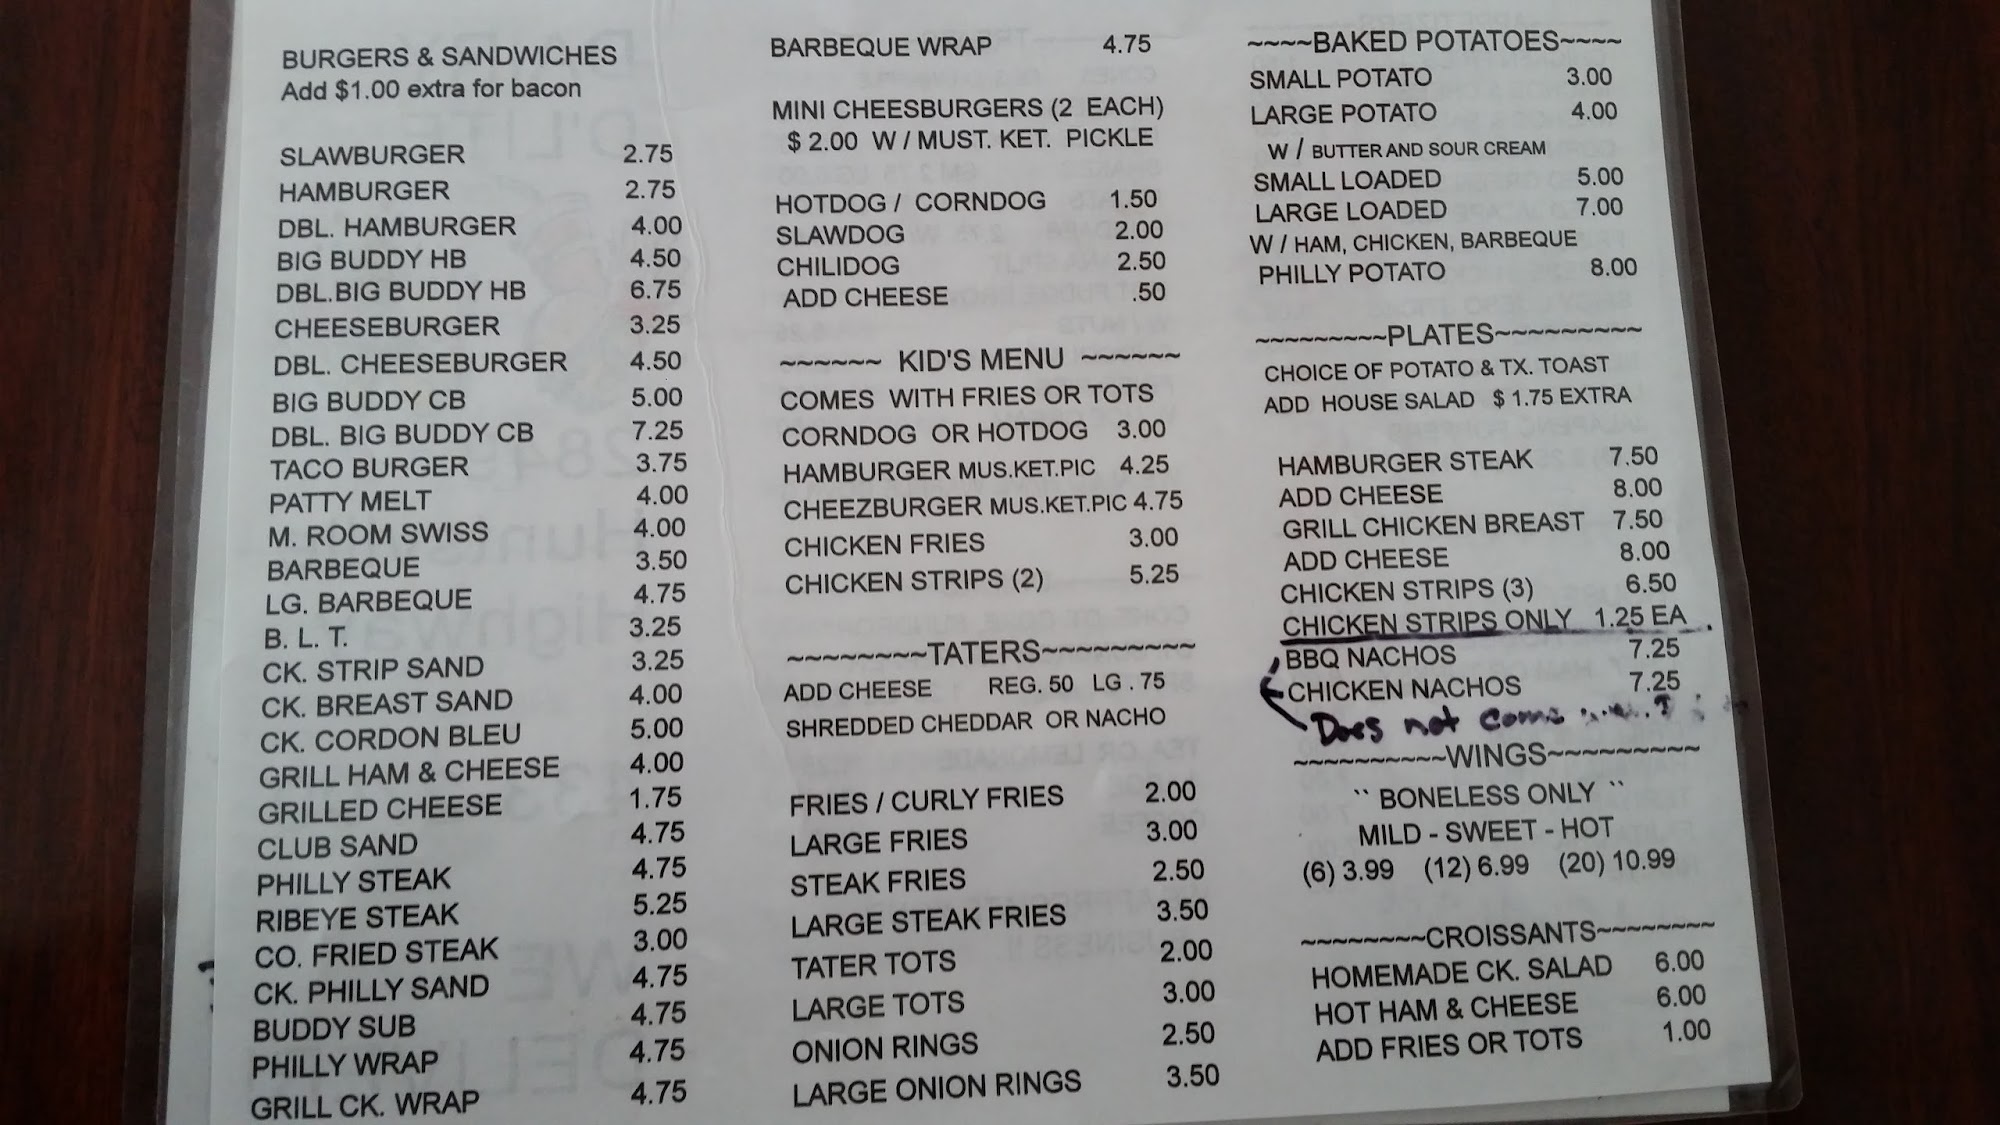 BURGERS & SANDWICHES
Add $1.00 extra for bacon
SLAWBURGER 2.75
HAMBURGER 2.75
DBL. HAMBURGER 4.00
BIG BUDDY HB 4.50
DBL.BIG BUDDY HB 6.75
CHEESEBURGER 3.25
DBL. CHEESEBURGER 4.50
BIG BUDDY CB 5.00
DBL. BIG BUDDY CB 7.25
TACO BURGER 3.75
PATTY MELT 4.00
M. ROOM SWISS 4.00
BARBEQUE 3.50
LG. BARBEQUE 4.75
B. L. T. 3.25
CK. STRIP SAND 3.25
CK. BREAST SAND 4.00
CK. CORDON BLEU 5.00
GRILL HAM & CHEESE 4.00
GRILLED CHEESE 1.75
CLUB SAND 4.75
PHILLY STEAK 4.75
RIBEYE STEAK 5.25
CO. FRIED STEAK 3.00
CK. PHILLY SAND 4.75
BUDDY SUB 4.75
PHILLY WRAP 4.75
GRILL CK. WRAP 4.75
BARBEQUE WRAP 4.75
MINI CHEESBURGERS (2 EACH)
$ 2.00 W / MUST. KET. PICKLE
HOTDOG / CORNDOG 1.50
SLAWDOG 2.00
CHILIDOG 2.50
ADD CHEESE .50
~~~~~~ KID'S MENU ~~~~~~
COMES WITH FRIES OR TOTS
CORNDOG OR HOTDOG 3.00
HAMBURGER MUS.KET.PIC 4.25
CHEEZBURGER MUS.KET.PIC 4.75
CHICKEN FRIES 3.00
CHICKEN STRIPS (2) 5.25
~~~~~~~~TATERS~~~~~~~~~
ADD CHEESE REG. 50 LG . 75
SHREDDED CHEDDAR OR NACHO
FRIES / CURLY FRIES 2.00
LARGE FRIES 3.00
STEAK FRIES 2.50
LARGE STEAK FRIES 3.50
TATER TOTS 2.00
LARGE TOTS 3.00
ONION RINGS 2.50
LARGE ONION RINGS 3.50
~~~~BAKED POTATOES~~~~
SMALL POTATO 3.00
LARGE POTATO 4.00
W / BUTTER AND SOUR CREAM
SMALL LOADED 5.00
LARGE LOADED 7.00
W / HAM, CHICKEN, BARBEQUE
PHILLY POTATO 8.00
~~~~~~~~~PLATES~~~~~~~~~~
CHOICE OF POTATO & TX. TOAST
ADD HOUSE SALAD $ 1.75 EXTRA
HAMBURGER STEAK 7.50
ADD CHEESE 8.00
GRILL CHICKEN BREAST 7.50
ADD CHEESE 8.00
CHICKEN STRIPS (3) 6.50
CHICKEN STRIPS ONLY 1.25 EA
BBQ NACHOS 7.25
CHICKEN NACHOS 7.25
Does not come
~~~~~~~~~~WINGS~~~~~~~~~~
`` BONELESS ONLY ``
MILD - SWEET - HOT
(6) 3.99 (12) 6.99 (20) 10.99
~~~~~~~~CROISSANTS~~~~~~~~
HOMEMADE CK. SALAD 6.00
HOT HAM & CHEESE 6.00
ADD FRIES OR TOTS 1.00